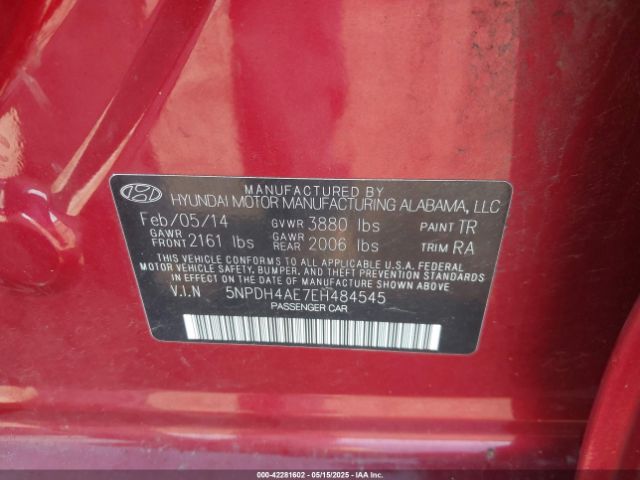 MANUFACTURED BY
HYUNDAI MOTOR MANUFACTURING ALABAMA, LLC
Feb/05/14 GVWR 3880 lbs PAINT TR
GAWR FRONT 2161 lbs GAWR REAR 2006 lbs TRIM RA
THIS VEHICLE CONFORMS TO ALL APPLICABLE U.S.A. FEDERAL
MOTOR VEHICLE SAFETY, BUMPER, AND THEFT PREVENTION STANDARDS
IN EFFECT ON THE DATE OF MANUFACTURE SHOWN ABOVE.
V.I.N 5NPDH4AE7EH484545
PASSENGER CAR
000-42281602 - 05/15/2025 - IAA Inc.